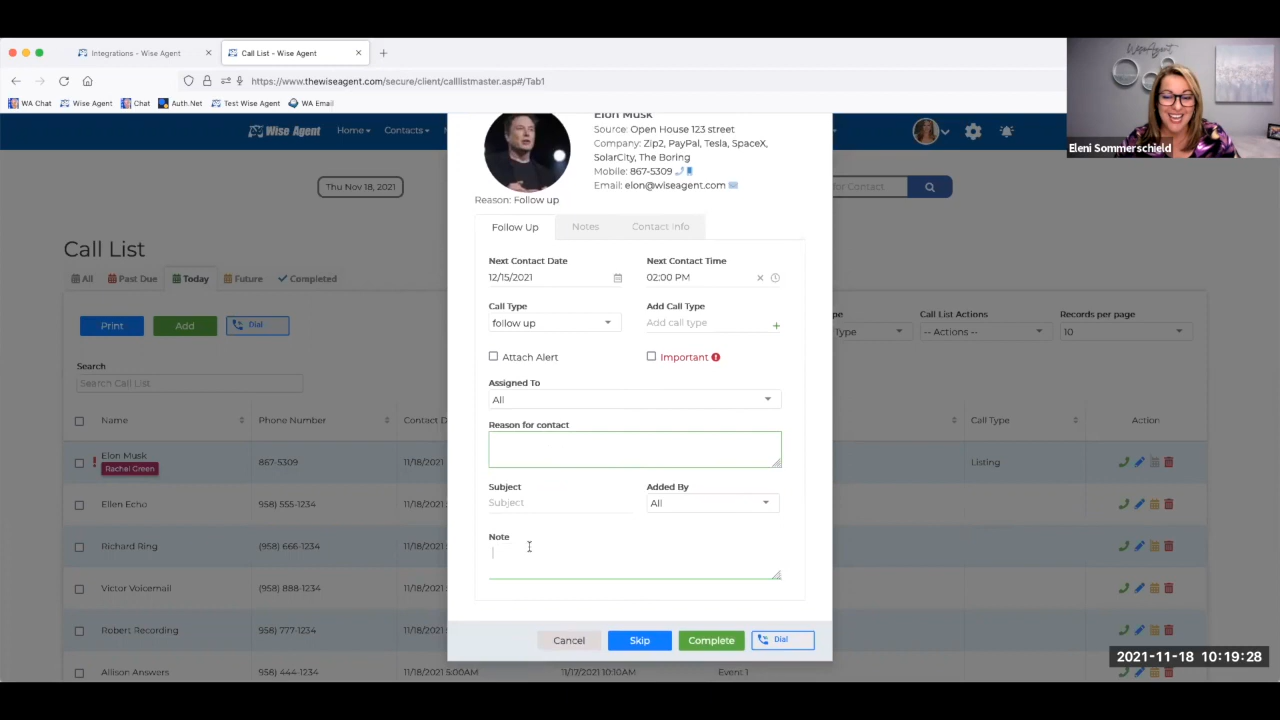 Integrations - Wise Agent
Call List - Wise Agent
https://www.thewiseagent.com/secure/client/calllistmaster.asp#/Tab1
WA Chat Wise Agent Chat Auth.Net Test Wise Agent WA Email
WiseAgent
Eleni Sommerschield
Wise Agent Home Contacts
Elon Musk
Source: Open House 123 street
Company: Zip2, PayPal, Tesla, SpaceX,
SolarCity, The Boring
Mobile: 867-5309
Email: elon@wiseagent.com
Reason: Follow up
Thu Nov 18, 2021
for Contact
Follow Up Notes Contact Info
Call List
All Past Due Today Future Completed
Next Contact Date Next Contact Time
12/15/2021 02:00 PM
Call Type Add Call Type
follow up Add call type
Print Add Dial
Call List Actions Records per page
Type -- Actions -- 10
Attach Alert Important
Search
Search Call List
Assigned To
All
Reason for contact
Name Phone Number Call Type Action
Elon Musk 867-5309 11/18/2021 Listing
Rachel Green
Subject Added By
Subject All
Ellen Echo (958) 555-1234 11/18/2021
Note
Richard Ring (958) 666-1234 11/18/2021
Victor Voicemail (958) 888-1234 11/18/2021
Robert Recording (958) 777-1234 11/18/2021
Cancel Skip Complete Dial
Allison Answers (958) 444-1234 11/18/2021 5:00AM 11/17/2021 10:10AM Event 1
2021-11-18 10:19:28